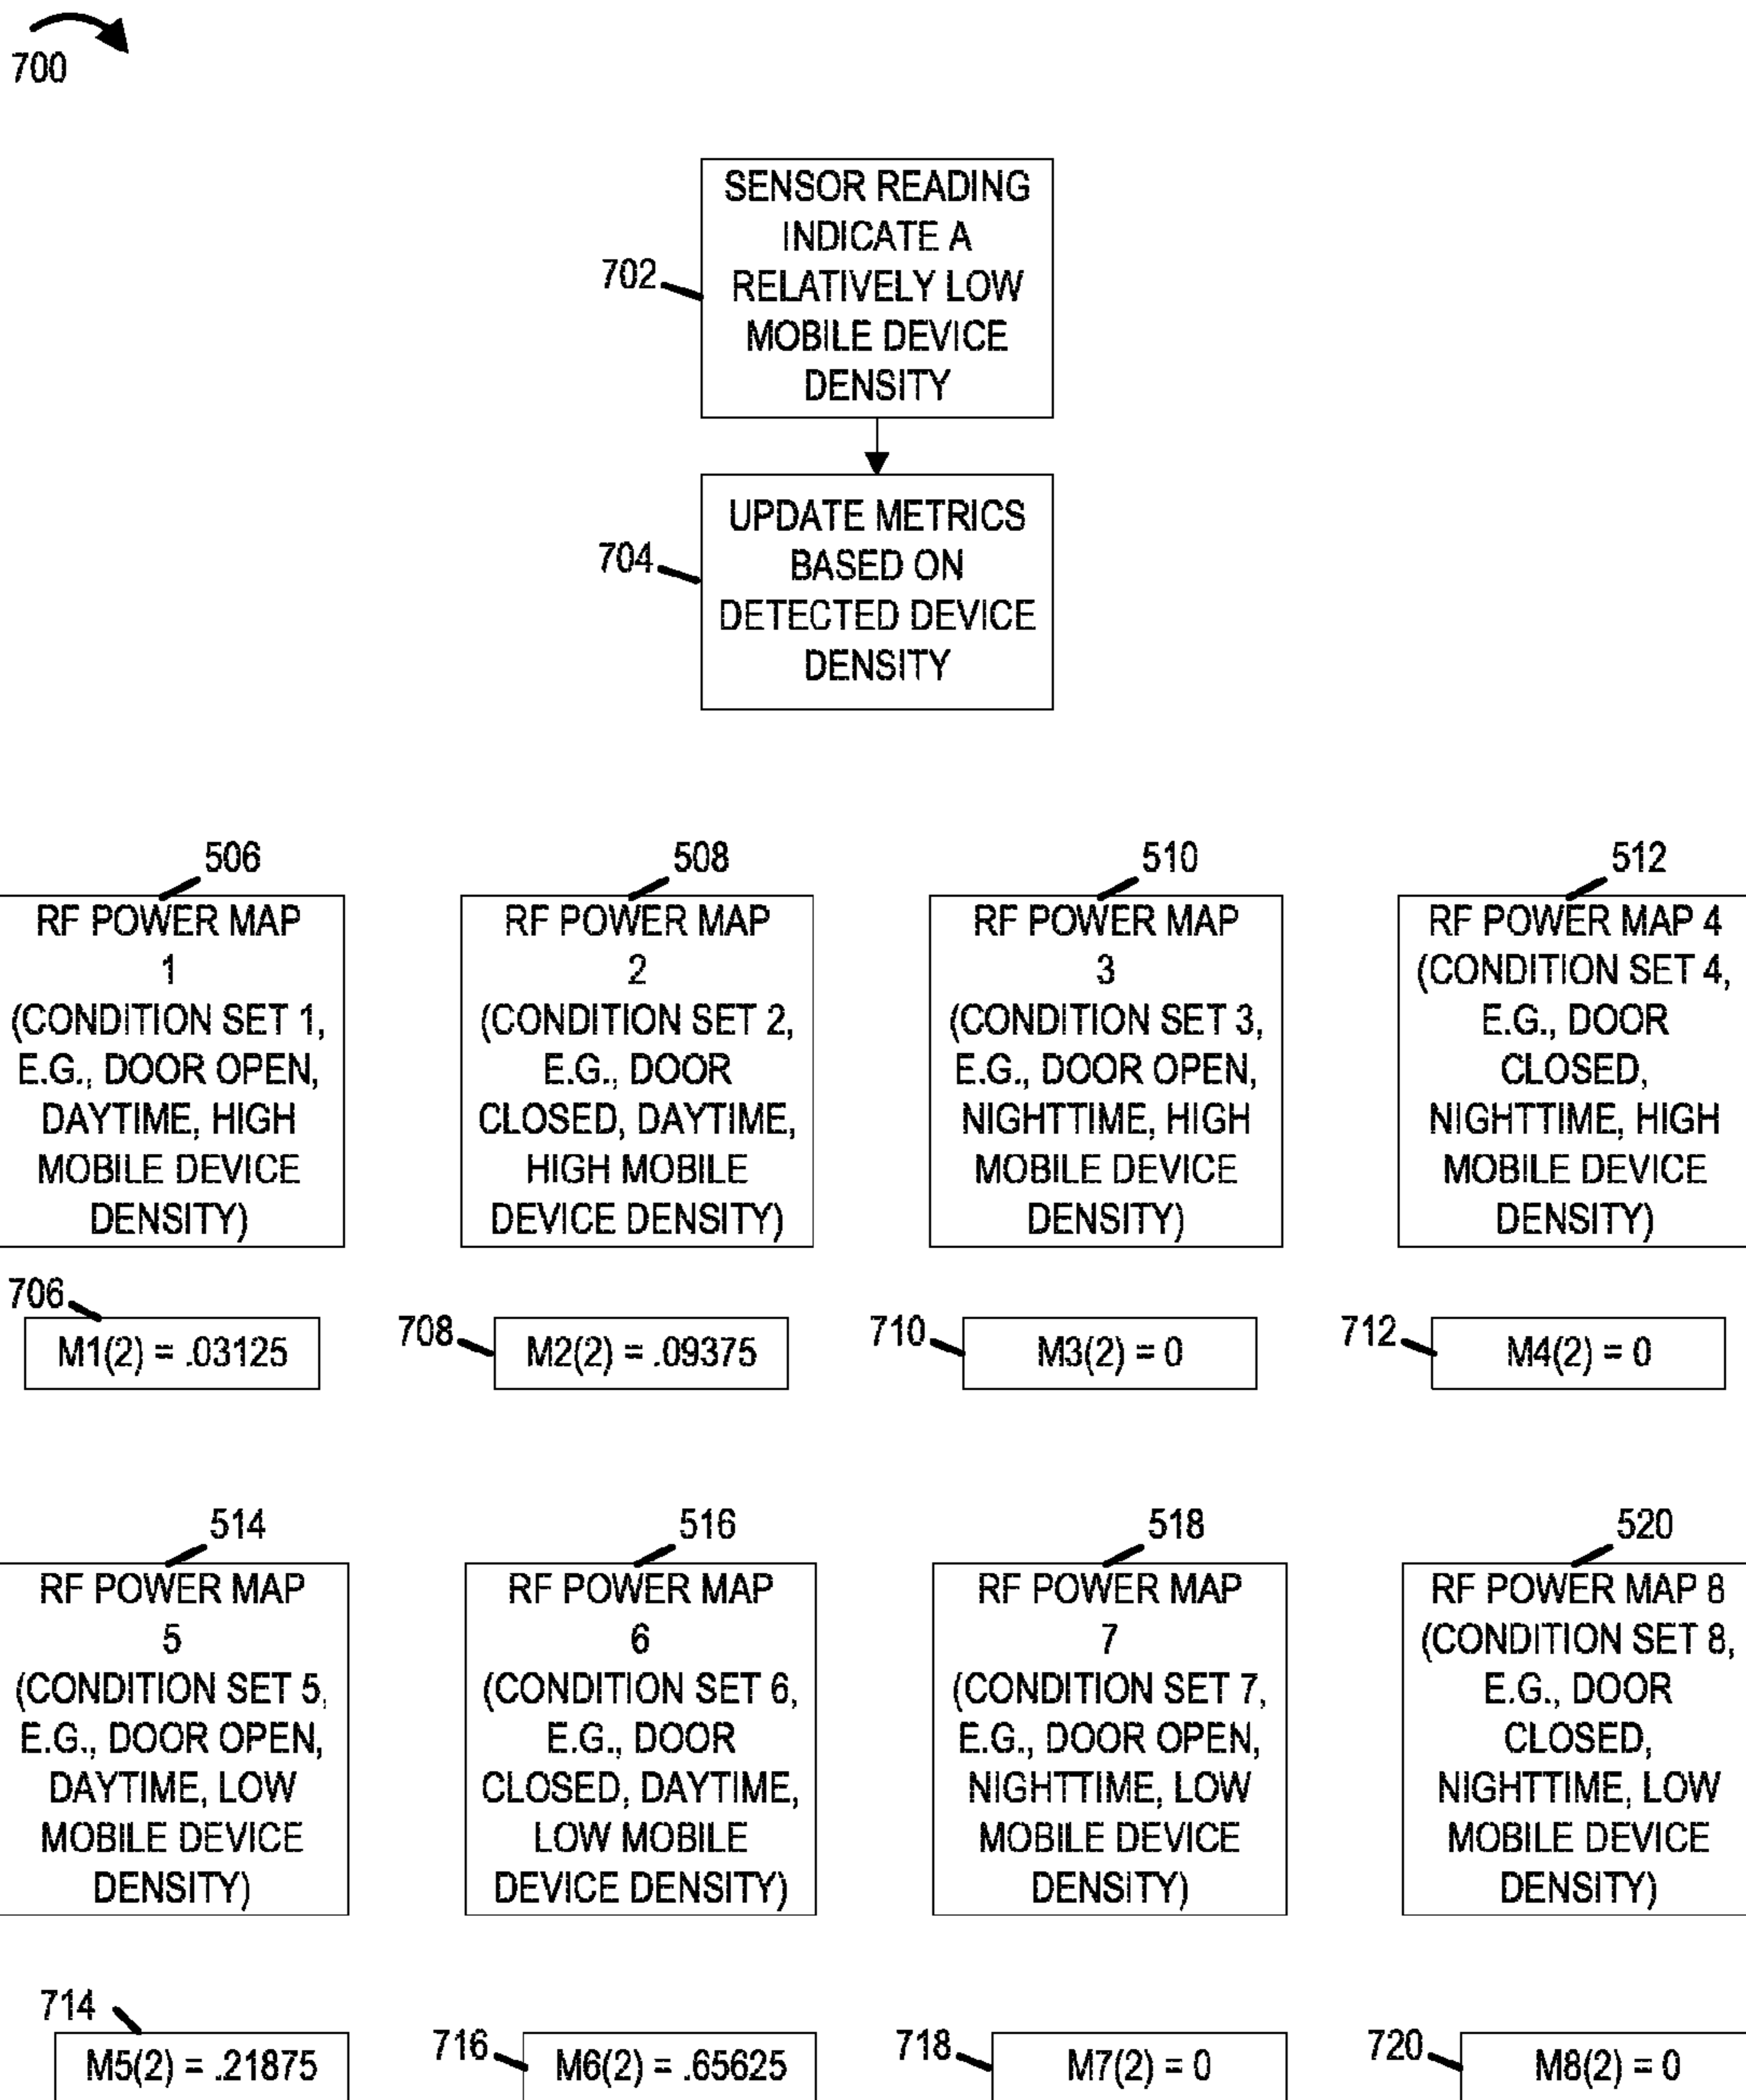 700
SENSOR READING
INDICATE A
RELATIVELY LOW
MOBILE DEVICE
DENSITY
702
UPDATE METRICS
BASED ON
DETECTED DEVICE
DENSITY
704
506
RF POWER MAP
1
(CONDITION SET 1,
E.G., DOOR OPEN,
DAYTIME, HIGH
MOBILE DEVICE
DENSITY)
508
RF POWER MAP
2
(CONDITION SET 2,
E.G., DOOR
CLOSED, DAYTIME,
HIGH MOBILE
DEVICE DENSITY)
510
RF POWER MAP
3
(CONDITION SET 3,
E.G., DOOR OPEN,
NIGHTTIME, HIGH
MOBILE DEVICE
DENSITY)
512
RF POWER MAP 4
(CONDITION SET 4,
E.G., DOOR
CLOSED,
NIGHTTIME, HIGH
MOBILE DEVICE
DENSITY)
706
M1(2) = .03125
708
M2(2) = .09375
710
M3(2) = 0
712
M4(2) = 0
514
RF POWER MAP
5
(CONDITION SET 5,
E.G., DOOR OPEN,
DAYTIME, LOW
MOBILE DEVICE
DENSITY)
516
RF POWER MAP
6
(CONDITION SET 6,
E.G., DOOR
CLOSED, DAYTIME,
LOW MOBILE
DEVICE DENSITY)
518
RF POWER MAP
7
(CONDITION SET 7,
E.G., DOOR OPEN,
NIGHTTIME, LOW
MOBILE DEVICE
DENSITY)
520
RF POWER MAP 8
(CONDITION SET 8,
E.G., DOOR
CLOSED,
NIGHTTIME, LOW
MOBILE DEVICE
DENSITY)
714
M5(2) = .21875
716
M6(2) = .65625
718
M7(2) = 0
720
M8(2) = 0